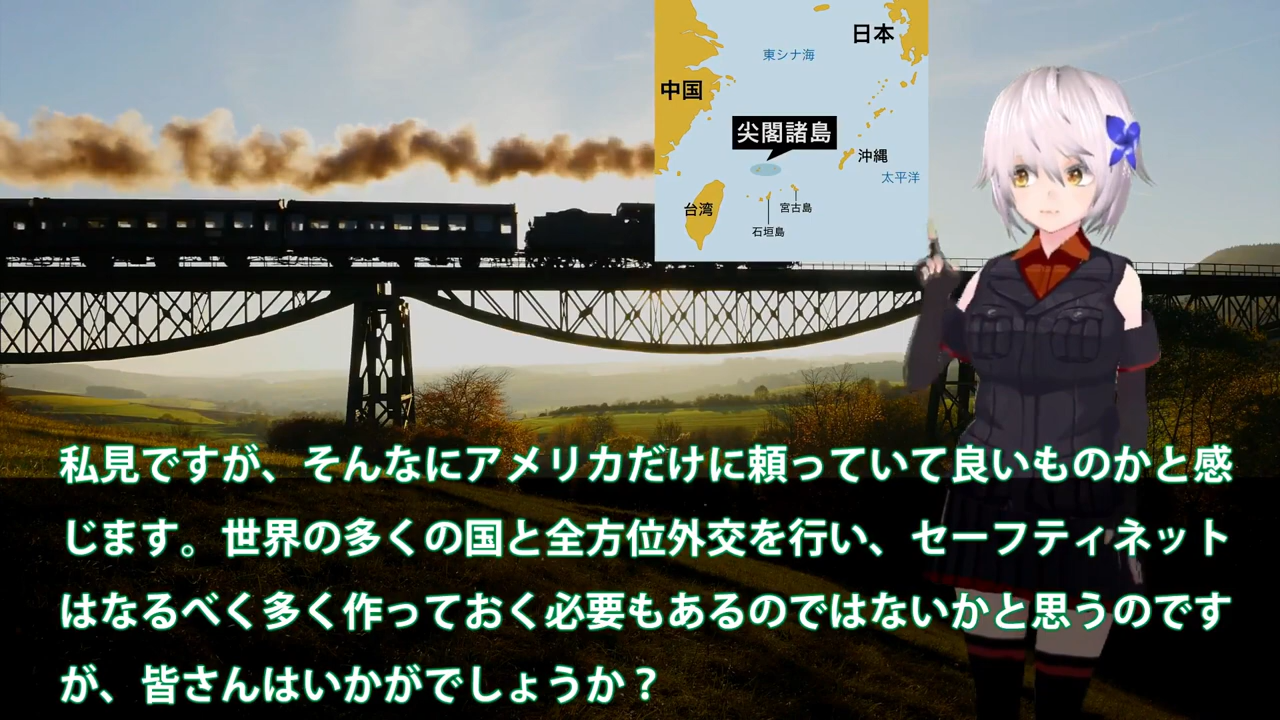 日本
東シナ海
中国
尖閣諸島
沖縄
太平洋
台湾
宮古島
石垣島
私見ですが、そんなにアメリカだけに頼っていて良いものかと感
じます。世界の多くの国と全方位外交を行い、セーフティネット
はなるべく多く作っておく必要もあるのではないかと思うのです
が、皆さんはいかがでしょうか？